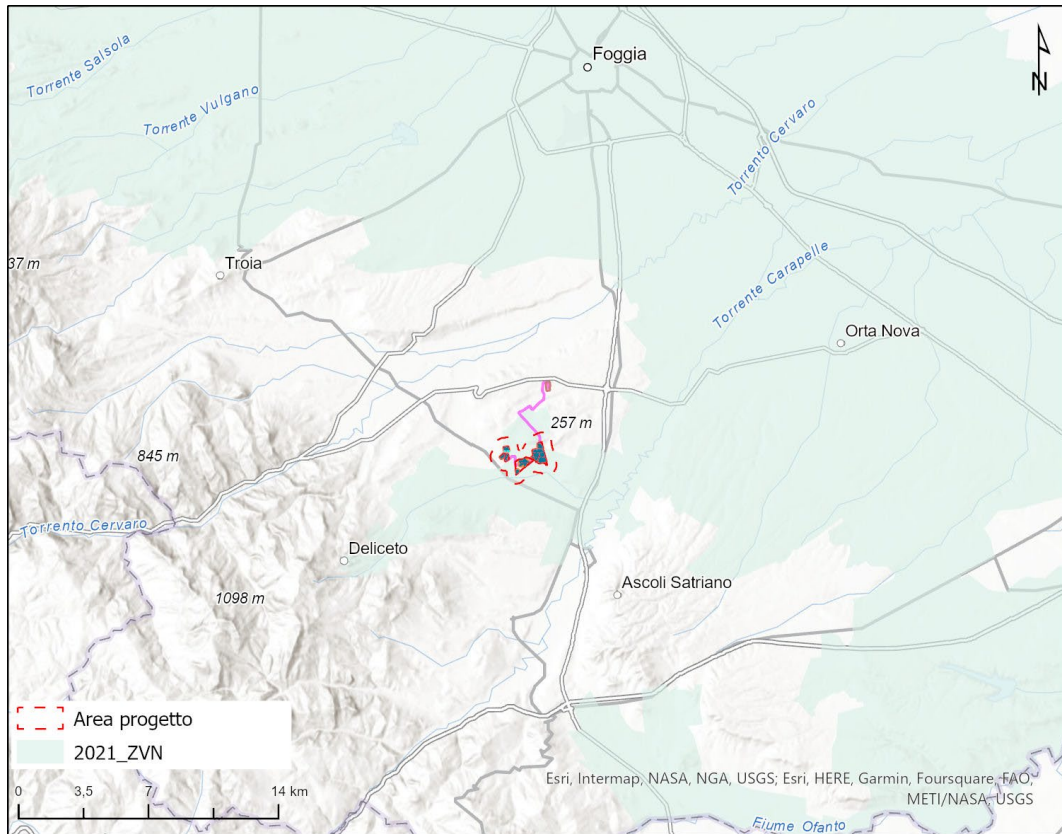 Foggia
N
Torrente Salsola
Torrente Vulgano
Torrento Cervaro
Troia
37 m
Torrente Carapelle
Orta Nova
257 m
845 m
Torrento Cervaro
Deliceto
1098 m
Ascoli Satriano
Area progetto
2021_ZVN
0 3,5 7 14 km
Esri, Intermap, NASA, NGA, USGS; Esri, HERE, Garmin, Foursquare, FAO,
METI/NASA, USGS
Fiume Ofanto